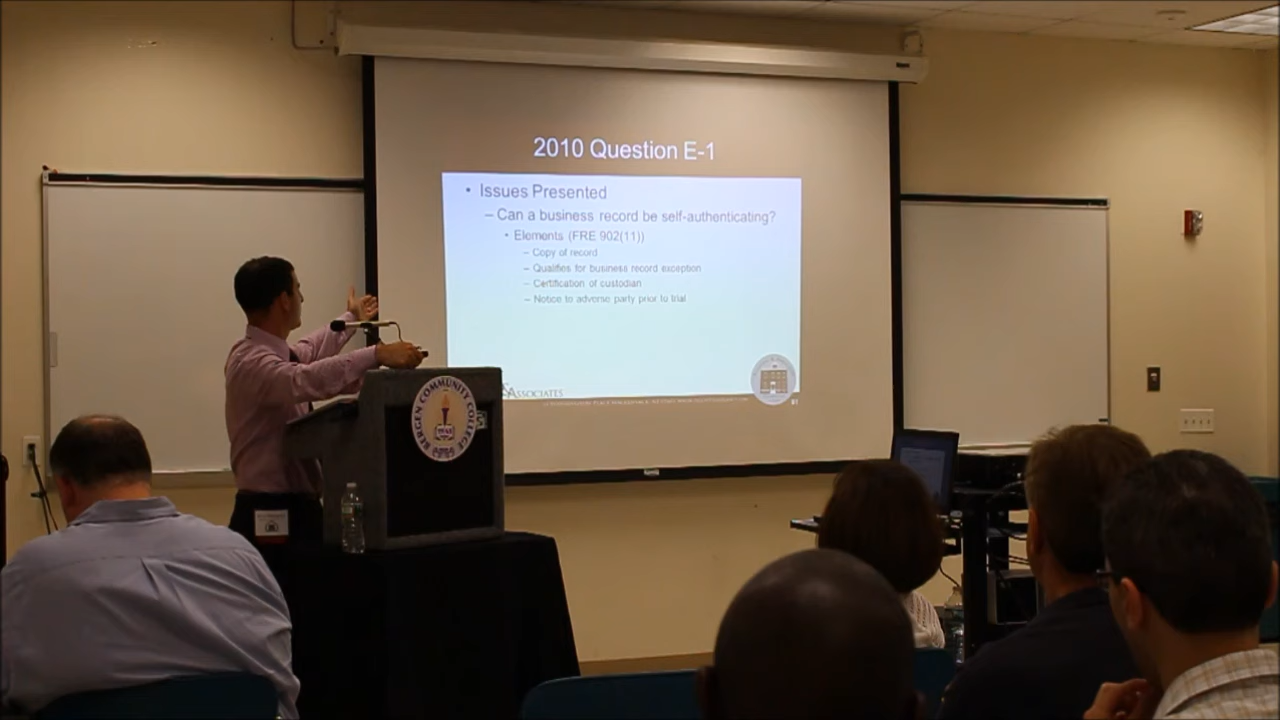 2010 Question E-1
• Issues Presented
– Can a business record be self-authenticating?
• Elements (FRE 902(11))
– Copy of record
– Qualifies for business record exception
– Certification of custodian
– Notice to adverse party prior to trial
ASSOCIATES
BERGEN COMMUNITY COLLEGE